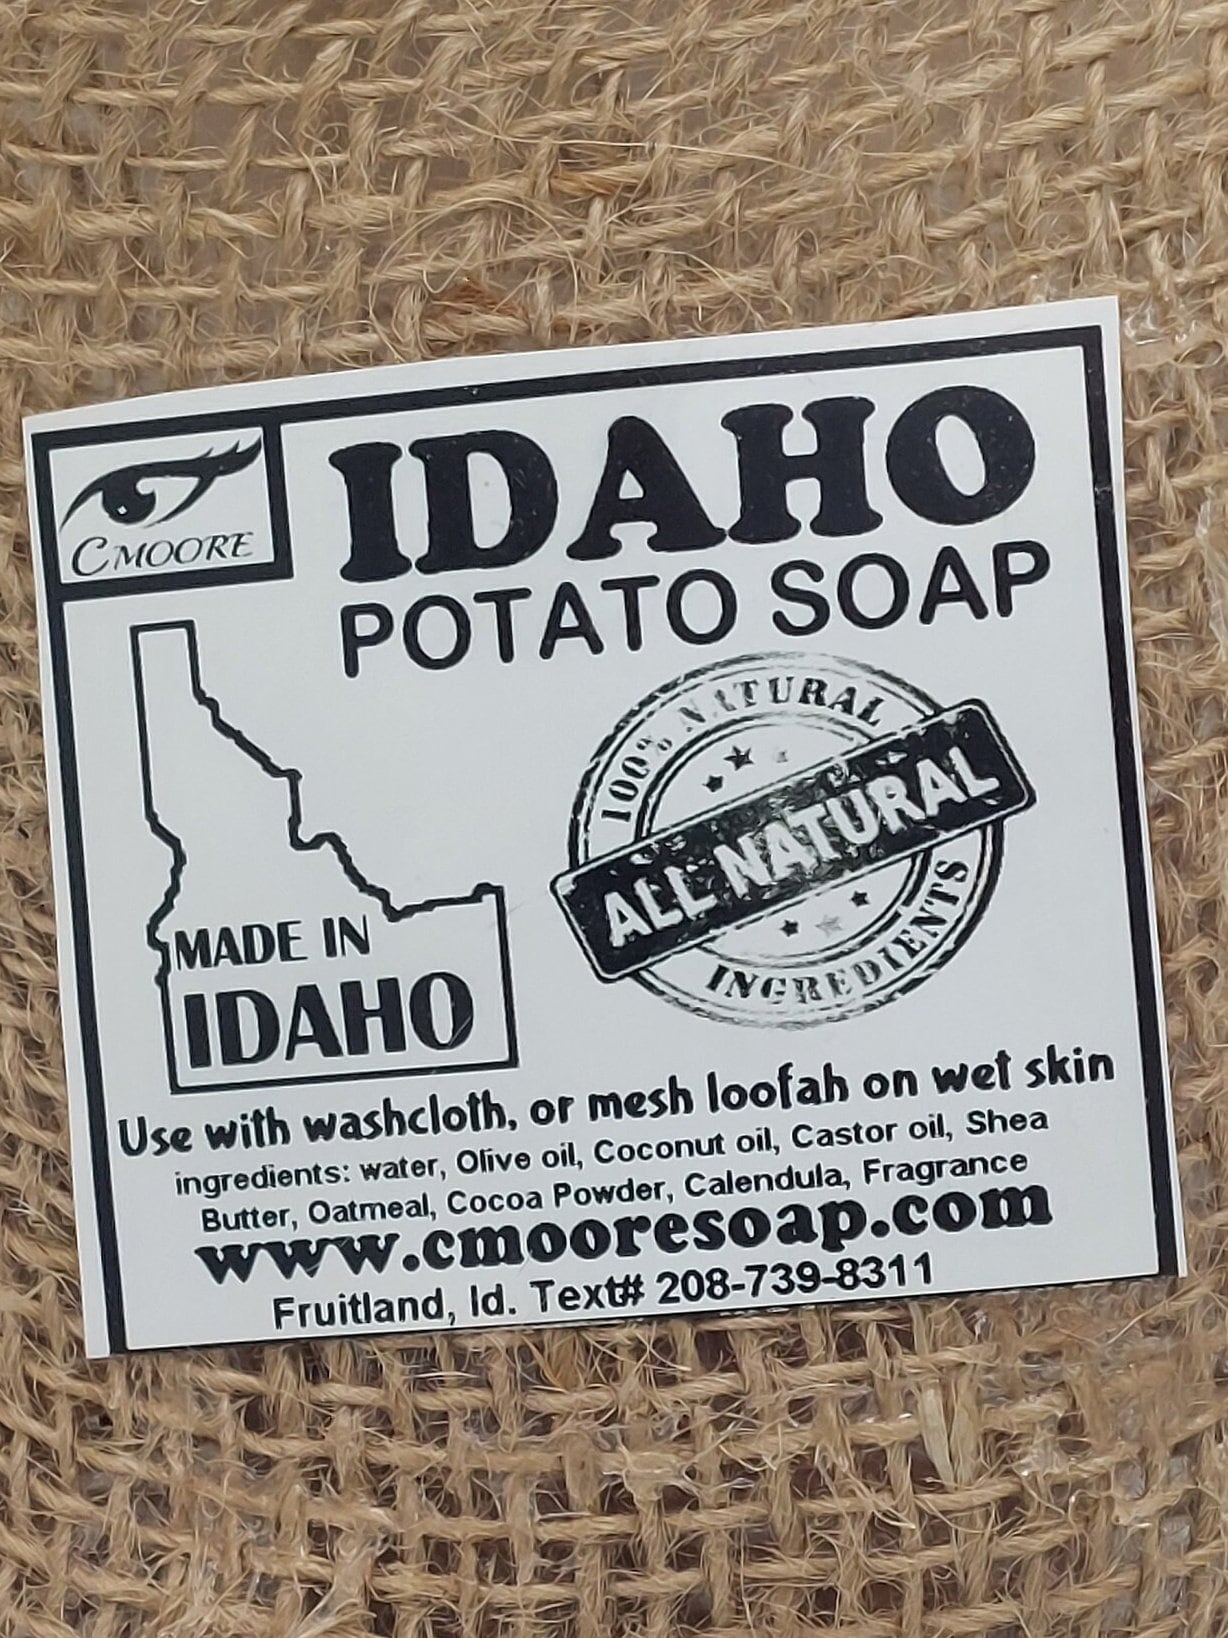 CMOORE
IDAHO
POTATO SOAP
100% NATURAL
ALL NATURAL
INGREDIENTS
MADE IN
IDAHO
Use with washcloth, or mesh loofah on wet skin
ingredients: water, Olive oil, Coconut oil, Castor oil, Shea
Butter, Oatmeal, Cocoa Powder, Calendula, Fragrance
www.cmooresoap.com
Fruitland, Id. Text# 208-739-8311